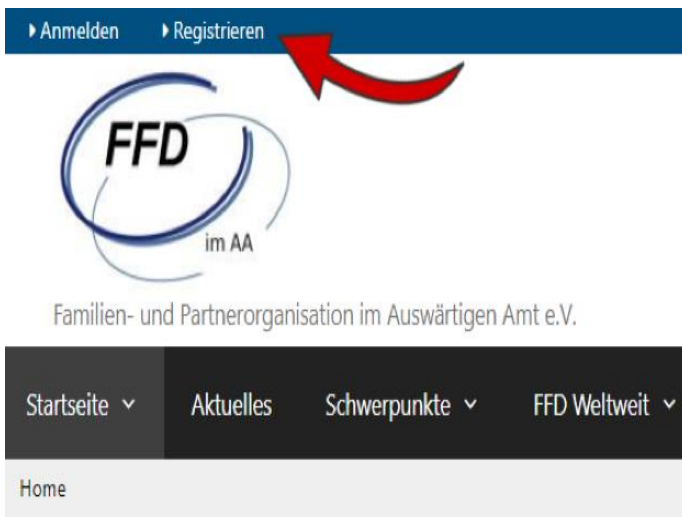 Anmelden Registrieren
FFD
im AA
Familien- und Partnerorganisation im Auswärtigen Amt e.V.
Startseite Aktuelles Schwerpunkte FFD Weltweit
Home